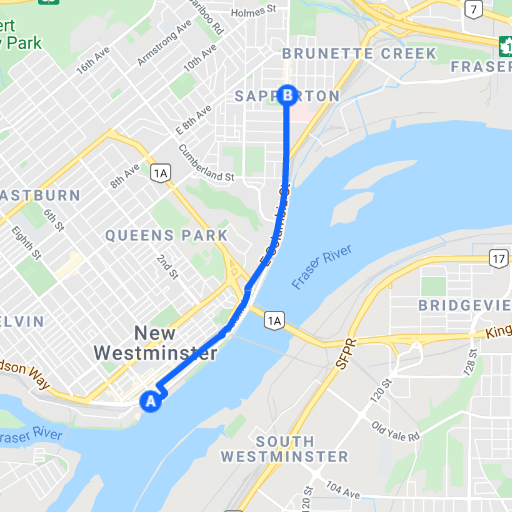 ariboo Rd
Holmes St
7
10th Ave
Armstrong Ave
ert
y Park
16th Ave
BRUNETTE CREEK
1
FRASER
SAPPERTON
B
E 8th Ave
Cumberland St
1A
8th Ave
ASTBURN
6th St
Eighth St
QUEENS PARK
2nd St
E Columbia St
Fraser River
17
BRIDGEVIE
ELVIN
1A
King
New
Westminster
SFPR
128 St
dson Way
120 St
A
Old Yale Rd
Fraser River
SOUTH
WESTMINSTER
120 St
104 Ave